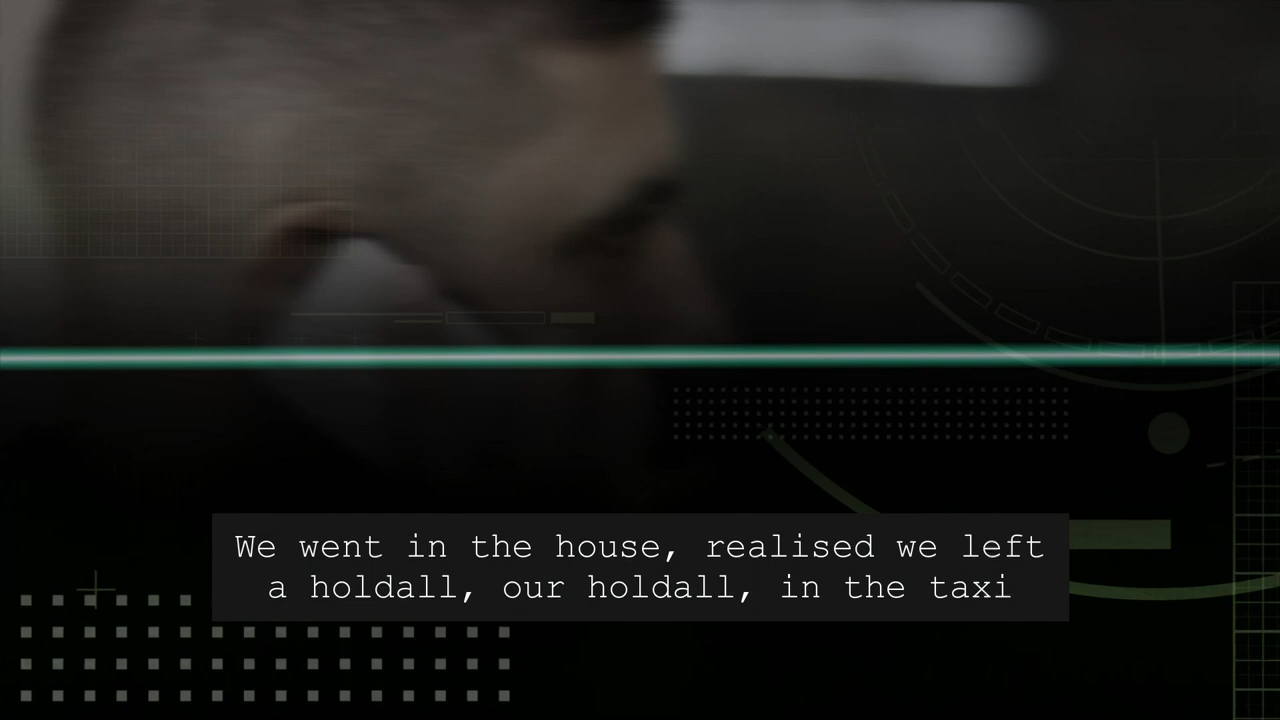 We went in the house, realised we left
a holdall, our holdall, in the taxi